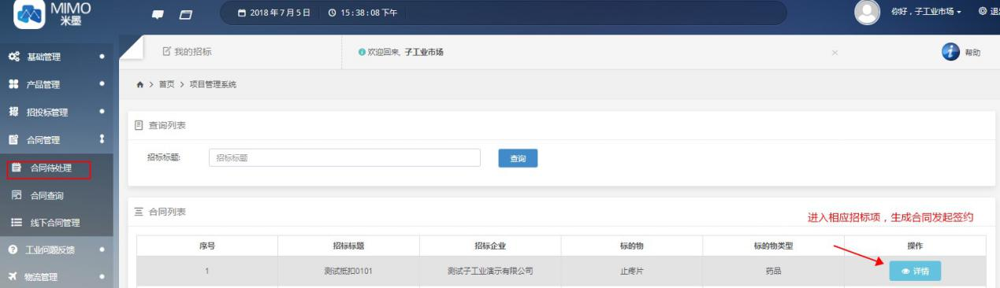 MIMO
米墨
2018年7月5日 15:38:08下午
你好，子工业市场
退
基础管理
产品管理
招投标管理
合同管理
合同待处理
合同查询
线下合同管理
工业问题反馈
物流管理
我的招标
欢迎回来, 子工业市场
×
帮助
首页 > 项目管理系统
查询列表
招标标题: 招标标题 查询
合同列表
进入相应招标项，生成合同发起签约
序号 招标标题 招标企业 标的物 标的物类型 操作
1 测试抵扣0101 测试子工业演示有限公司 止疼片 药品 详情